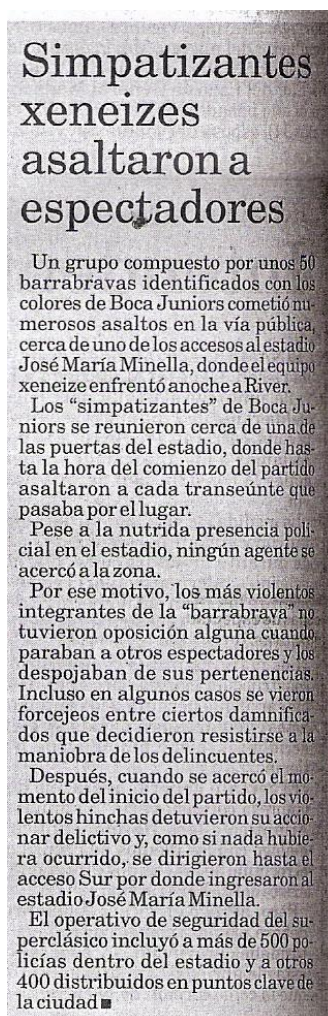 Simpatizantes
xeneizes
asaltaron a
espectadores
Un grupo compuesto por unos 50
barrabravas identificados con los
colores de Boca Juniors cometió nu-
merosos asaltos en la vía pública,
cerca de uno de los accesos al estadio
José María Minella, donde el equipo
xeneize enfrentó anoche a River.
Los “simpatizantes” de Boca Ju-
niors se reunieron cerca de una de
las puertas del estadio, donde has-
ta la hora del comienzo del partido
asaltaron a cada transeúnte que
pasaba por el lugar.
Pese a la nutrida presencia poli-
cial en el estadio, ningún agente se
acercó a la zona.
Por ese motivo, los más violentos
integrantes de la “barrabrava” no
tuvieron oposición alguna cuando
paraban a otros espectadores y los
despojaban de sus pertenencias.
Incluso en algunos casos se vieron
forcejeos entre ciertos damnifica-
dos que decidieron resistirse a la
maniobra de los delincuentes.
Después, cuando se acercó el mo-
mento del inicio del partido, los vio-
lentos hinchas detuvieron su accio-
nar delictivo y, como si nada hubie-
ra ocurrido, se dirigieron hasta el
acceso Sur por donde ingresaron al
estadio José María Minella.
El operativo de seguridad del su-
perclásico incluyó a más de 500 po-
licías dentro del estadio y a otros
400 distribuidos en puntos clave de
la ciudad ■